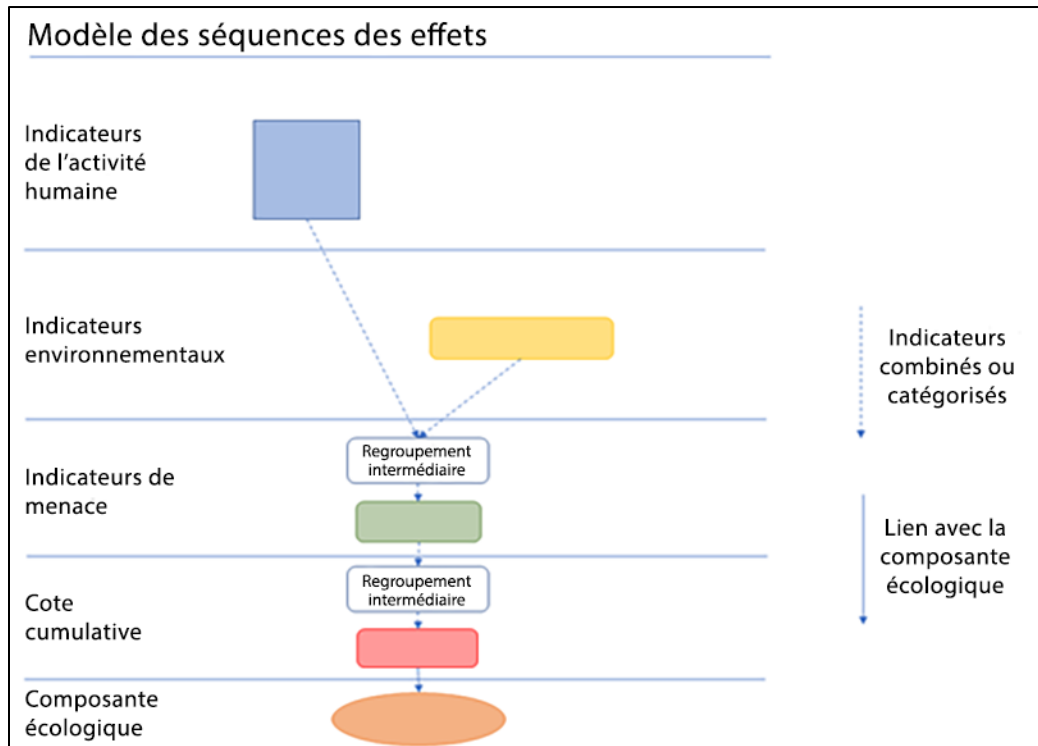 Modèle des séquences des effets
Indicateurs
de l'activité
humaine
Indicateurs
environnementaux
Indicateurs
combinés ou
catégorisés
Indicateurs de
menace
Regroupement
intermédiaire
Lien avec la
composante
écologique
Cote
cumulative
Regroupement
intermédiaire
Composante
écologique